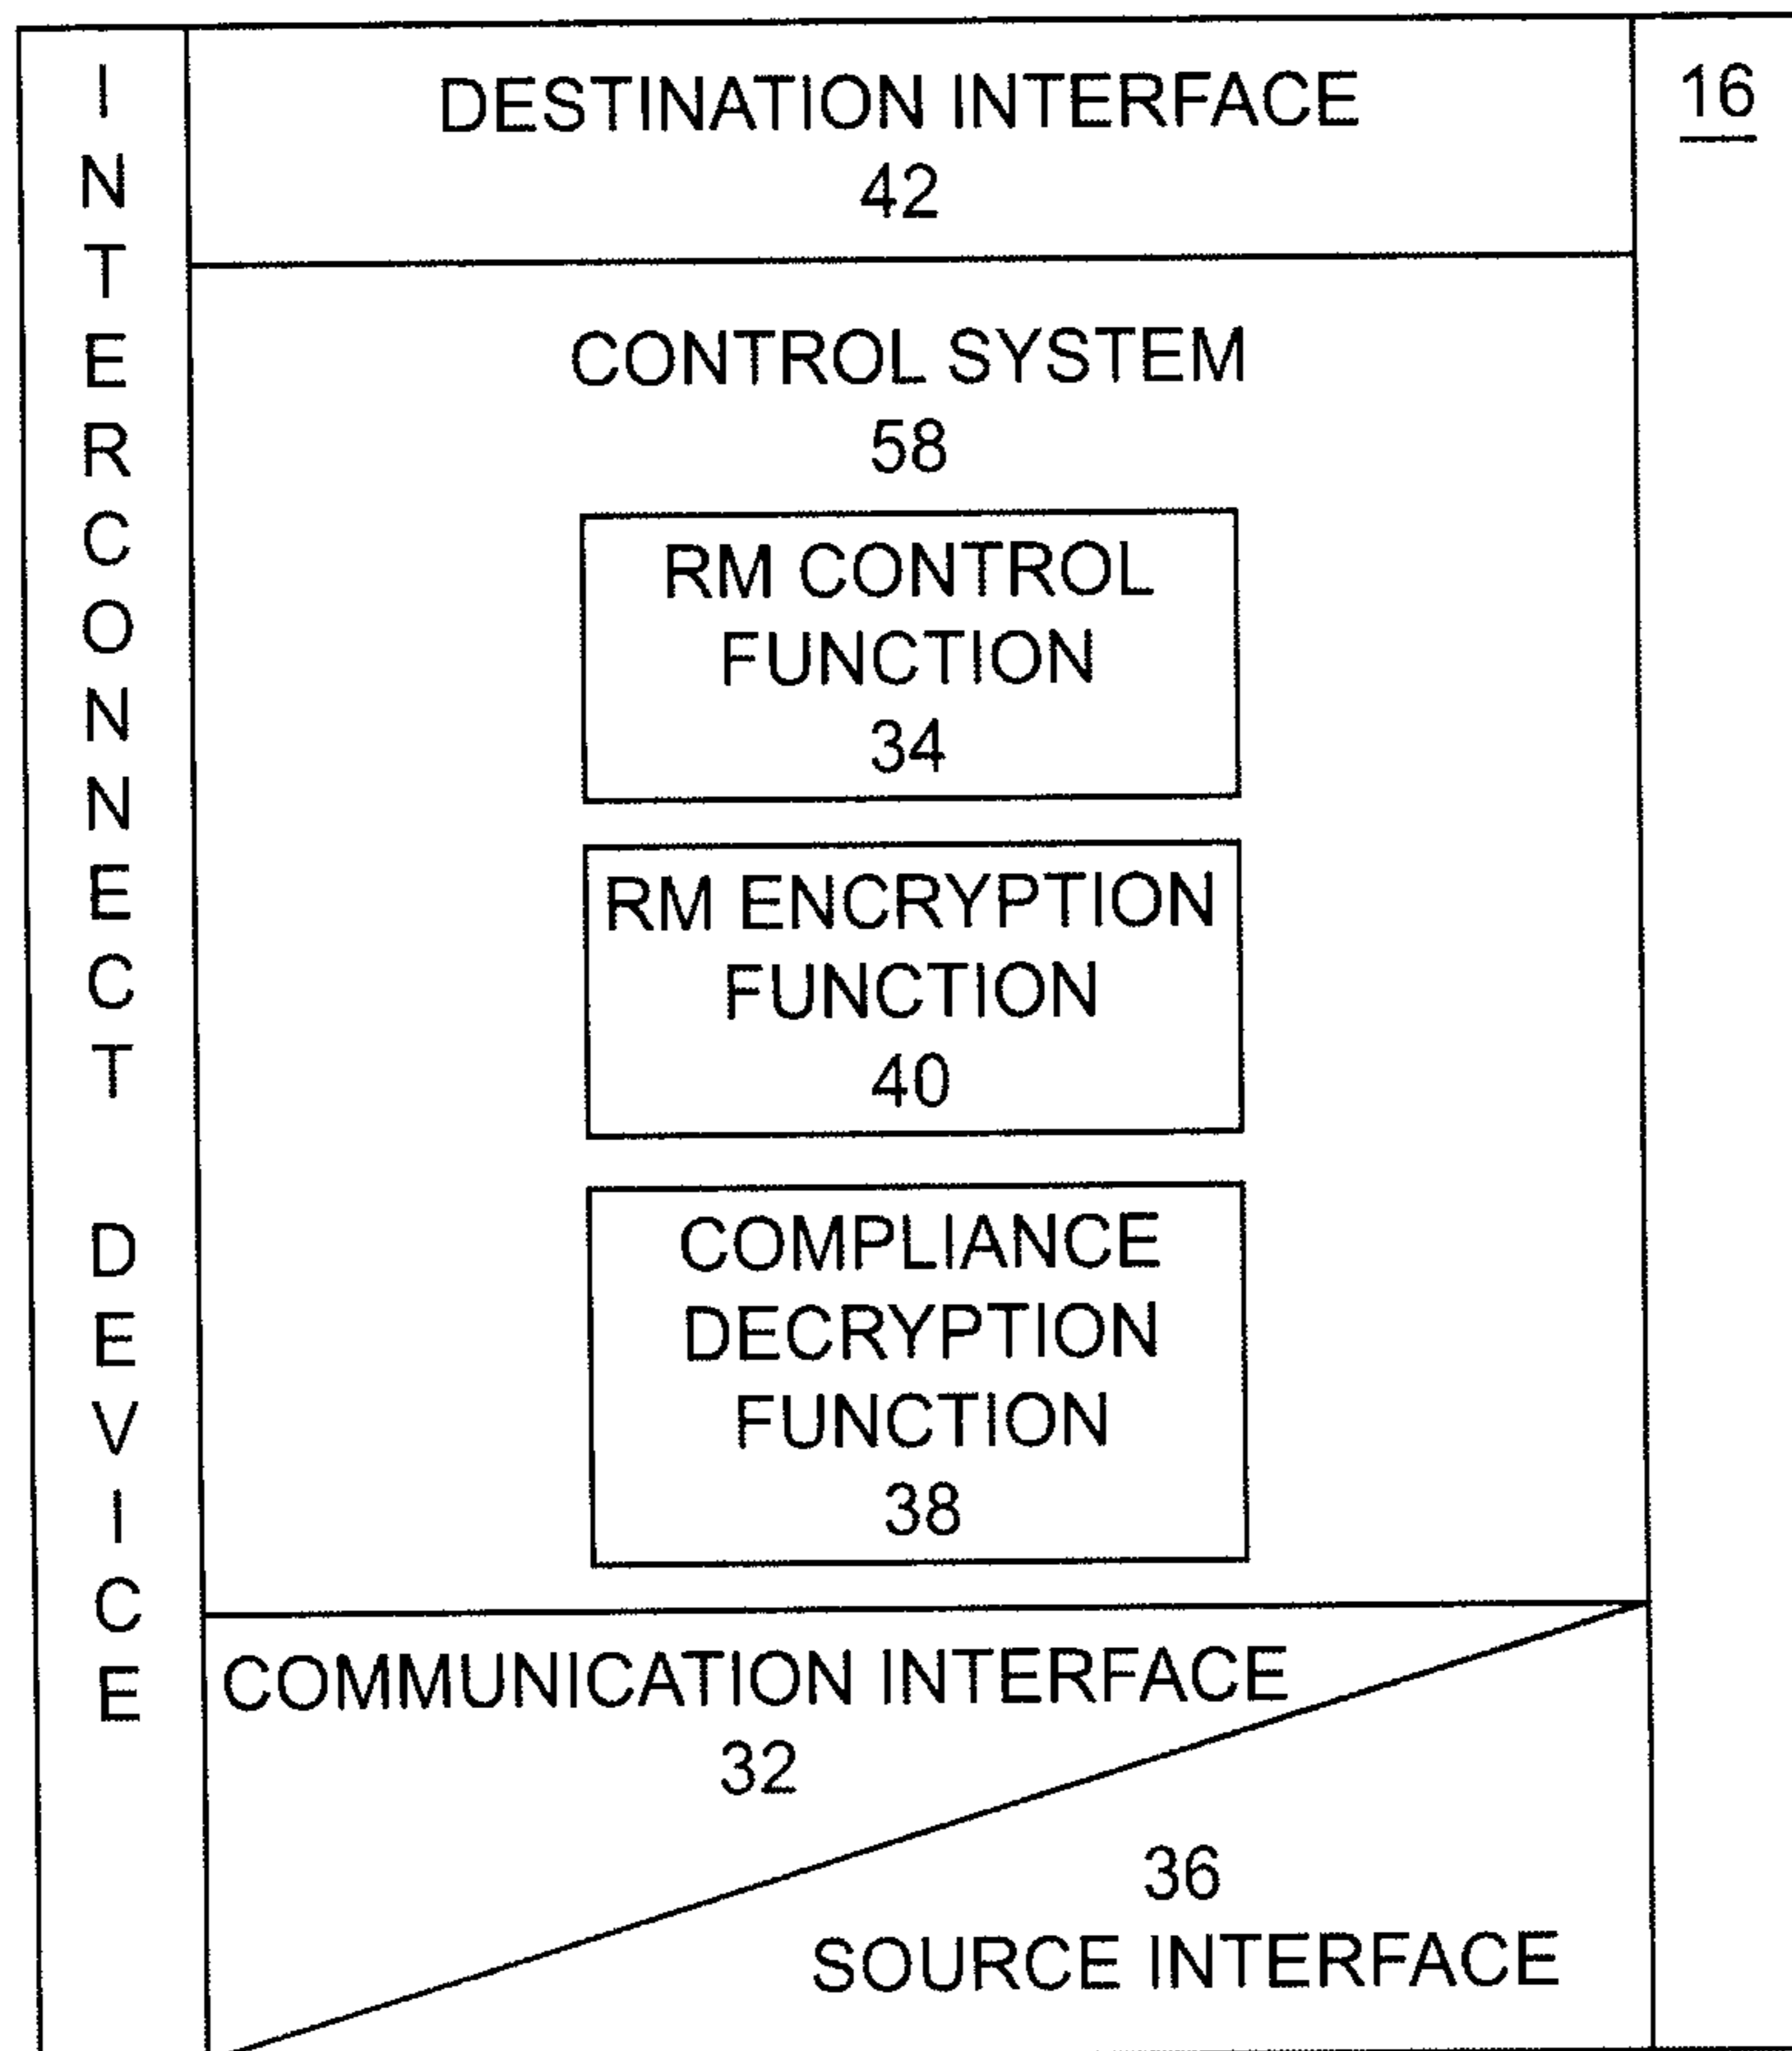 INTERCONNECT DEVICE
DESTINATION INTERFACE
42
16
CONTROL SYSTEM
58
RM CONTROL
FUNCTION
34
RM ENCRYPTION
FUNCTION
40
COMPLIANCE
DECRYPTION
FUNCTION
38
COMMUNICATION INTERFACE
32
36
SOURCE INTERFACE